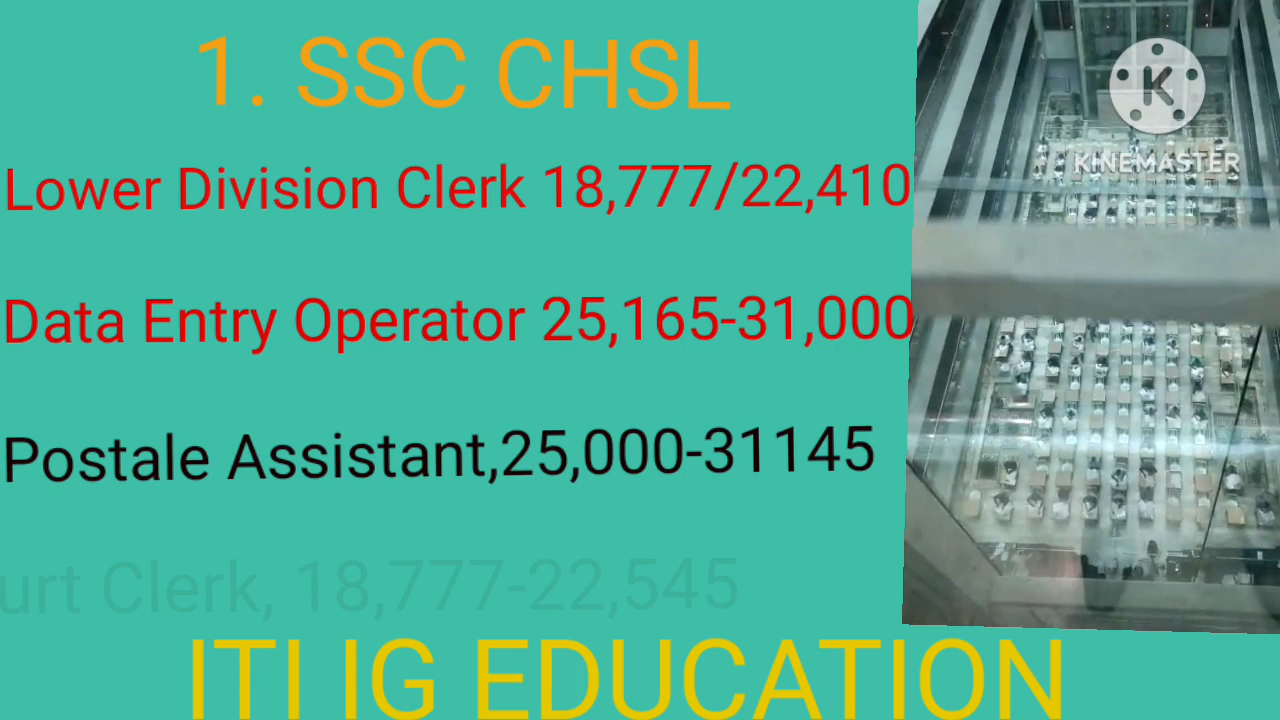 1. SSC CHSL
Lower Division Clerk 18,777/22,410
Data Entry Operator 25,165-31,000
Postale Assistant,25,000-31145
urt Clerk, 18,777-22,545
ITI IG EDUCATION
K
KINEMASTER